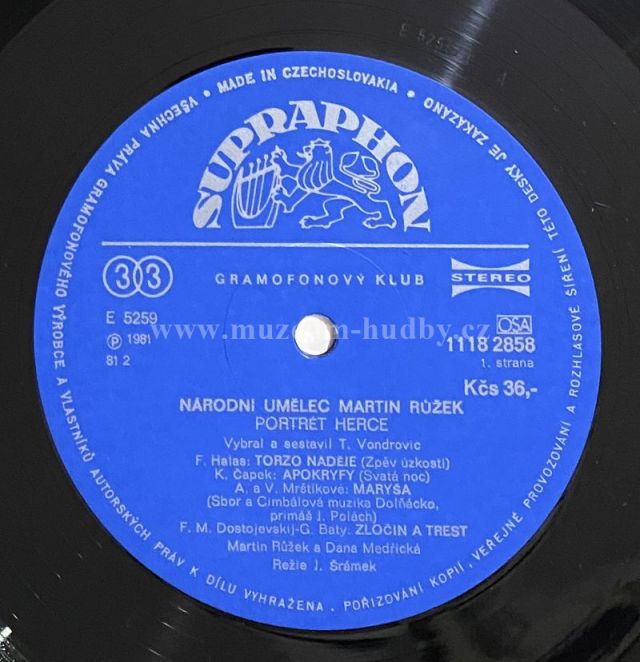 E 525
VŠECHNA PRÁVA GRAMOFONOVÉHO VÝROBCE A VLASTNÍKŮ AUTORSKÝCH PRÁV K DÍLU VYHRAŽENA. POŘIZOVÁNÍ KOPIÍ, VEŘEJNÉ PROVOZOVÁNÍ A ROZHLASOVÉ ŠÍŘENÍ TÉTO DESKY JE ZAKÁZÁNO • MADE IN CZECHOSLOVAKIA •
SUPRAPHON
33 GRAMOFONOVÝ KLUB STEREO
E 5259 OSA
www.muzeum-hudby.cz
Ⓟ 1981 1118 2858
81 2 1. strana
Kčs 36,-
NÁRODNÍ UMĚLEC MARTIN RŮŽEK
PORTRÉT HERCE
Vybral a sestavil T. Vondrovic
F. Halas: TORZO NADĚJE (Zpěv úzkosti)
K. Čapek: APOKRYFY (Svatá noc)
A. a V. Mrštíkové: MARYŠA
(Sbor a Cimbálová muzika Dolňácko,
primáš J. Polách)
F. M. Dostojevskij-G. Baty: ZLOČIN A TREST
Martin Růžek a Dana Medřická
Režie J. Šrámek